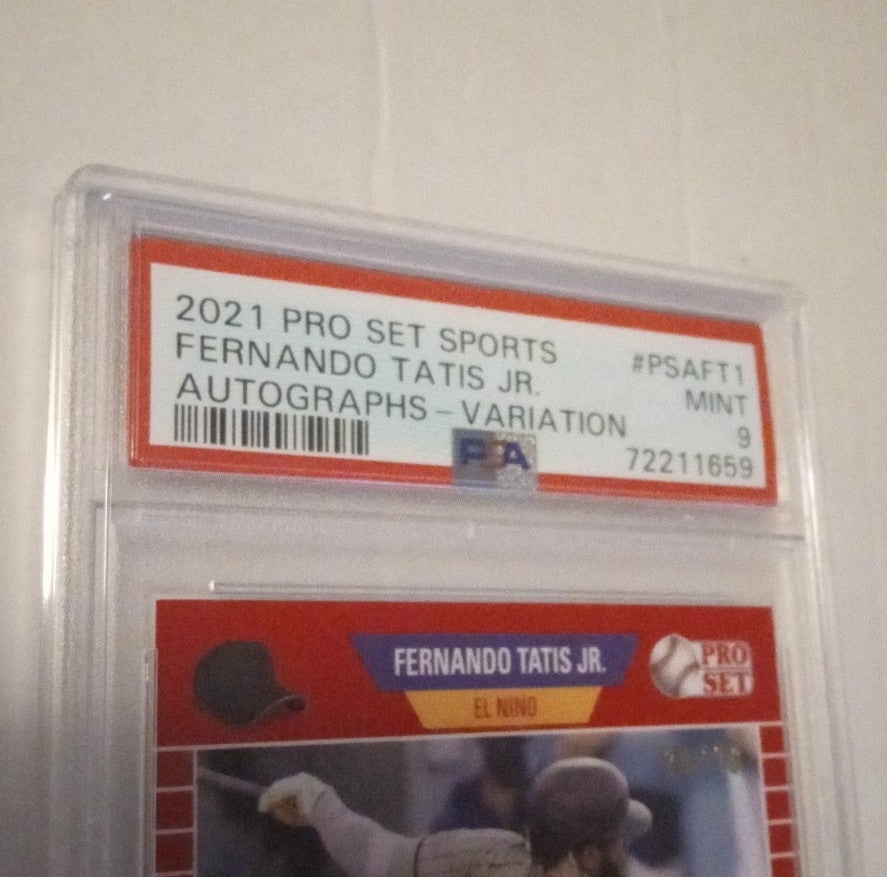 2021 PRO SET SPORTS
FERNANDO TATIS JR.
AUTOGRAPHS - VARIATION
#PSAFT1
MINT
9
72211659
PSA
FERNANDO TATIS JR.
EL NINO
PRO
SET